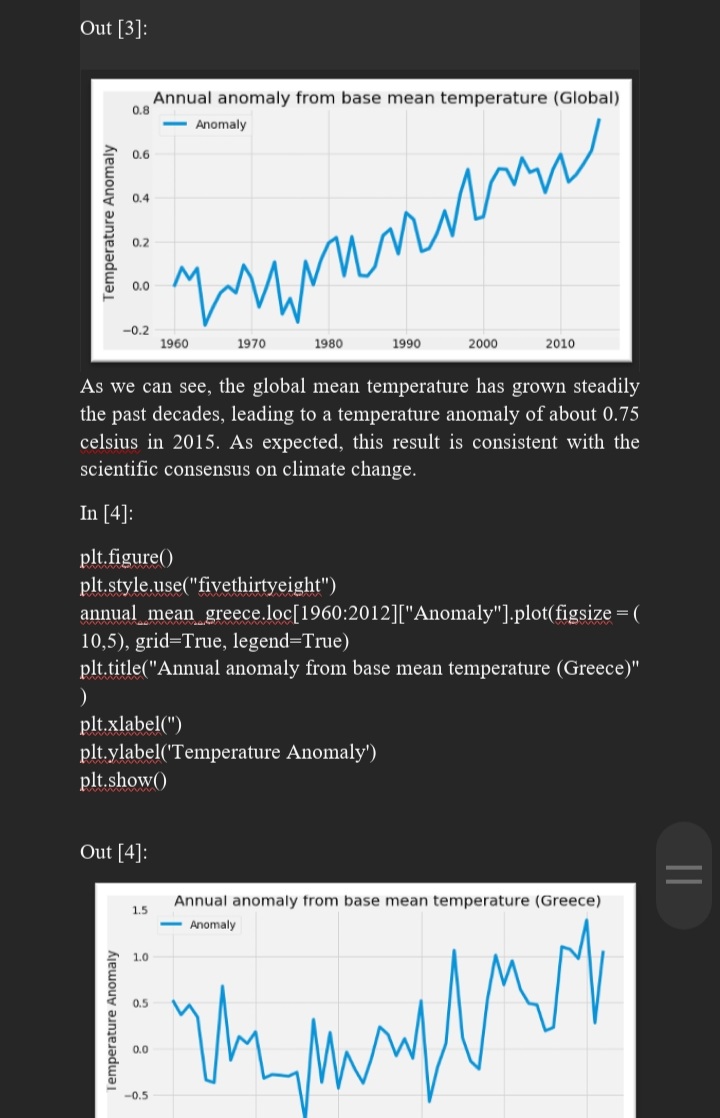 Out [3]:
Annual anomaly from base mean temperature (Global)
0.8
Anomaly
0.6
0.4
0.2
0.0
−0.2
Temperature Anomaly
1960 1970 1980 1990 2000 2010
As we can see, the global mean temperature has grown steadily
the past decades, leading to a temperature anomaly of about 0.75
celsius in 2015. As expected, this result is consistent with the
scientific consensus on climate change.
In [4]:
plt.figure()
plt.style.use("fivethirtyeight")
annual_mean_greece.loc[1960:2012]["Anomaly"].plot(figsize = (
10,5), grid=True, legend=True)
plt.title("Annual anomaly from base mean temperature (Greece)"
)
plt.xlabel('')
plt.ylabel('Temperature Anomaly')
plt.show()
Out [4]:
Annual anomaly from base mean temperature (Greece)
1.5
Anomaly
1.0
0.5
0.0
−0.5
Temperature Anomaly